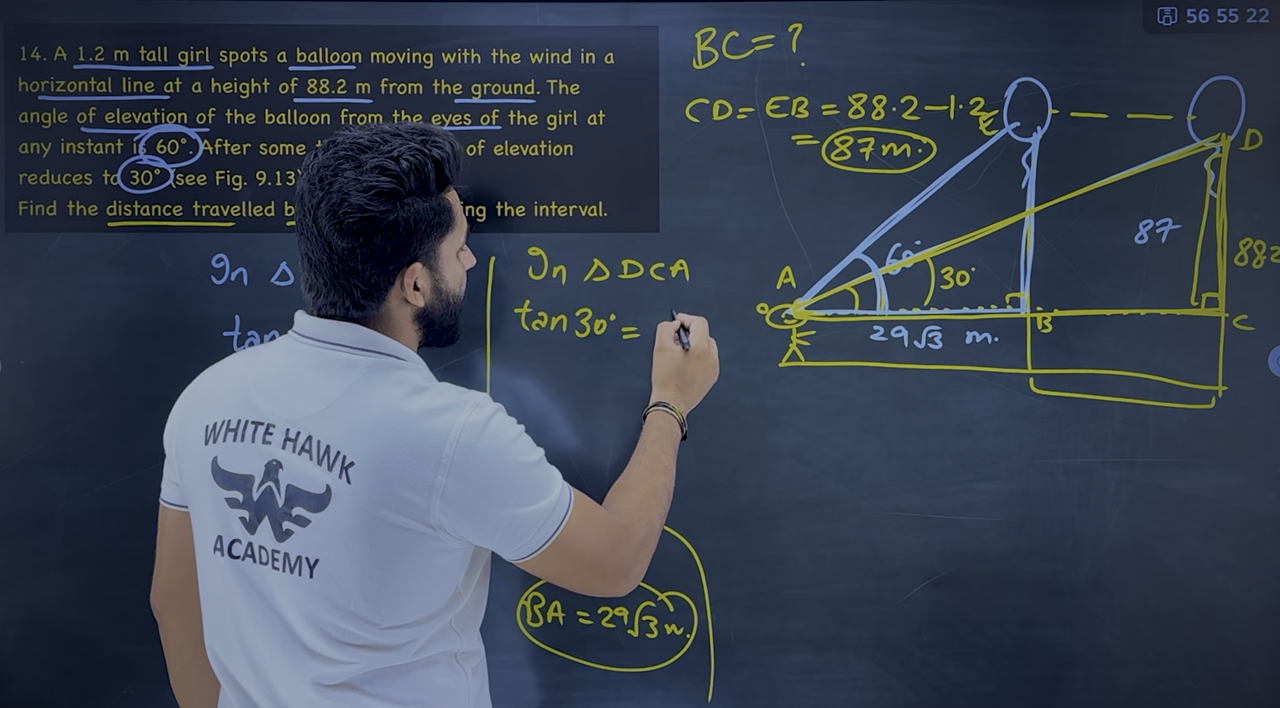 56 55 22
14. A 1.2 m tall girl spots a balloon moving with the wind in a
horizontal line at a height of 88.2 m from the ground. The
angle of elevation of the balloon from the eyes of the girl at
any instant is 60°. After some of elevation
reduces to 30° (see Fig. 9.13)
Find the distance travelled ing the interval.
BC = ?
CD = EB = 88.2 - 1.2
= 87 m.
In Δ
tan
In Δ DCA
tan 30° =
BA = 29√3 m.
E
D
A
60°
30°
87
88.2
29√3 m.
B
C
WHITE HAWK
ACADEMY